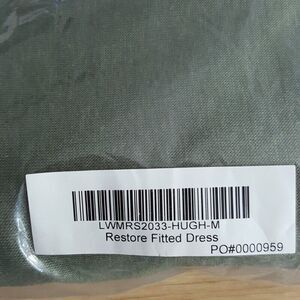 LWMRS2033-HUGH-M
Restore Fitted Dress
PO#0000959